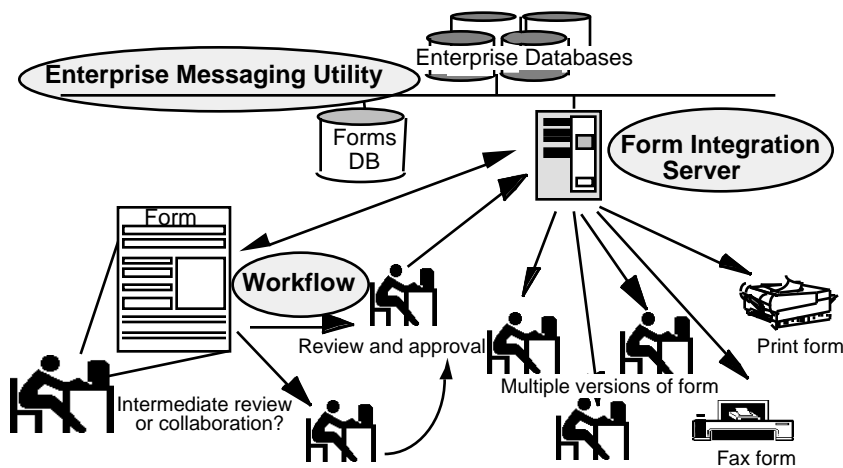 Enterprise Databases
Enterprise Messaging Utility
Forms
DB
Form Integration
Server
Form
Workflow
Review and approval
Print form
Multiple versions of form
Intermediate review
or collaboration?
Fax form